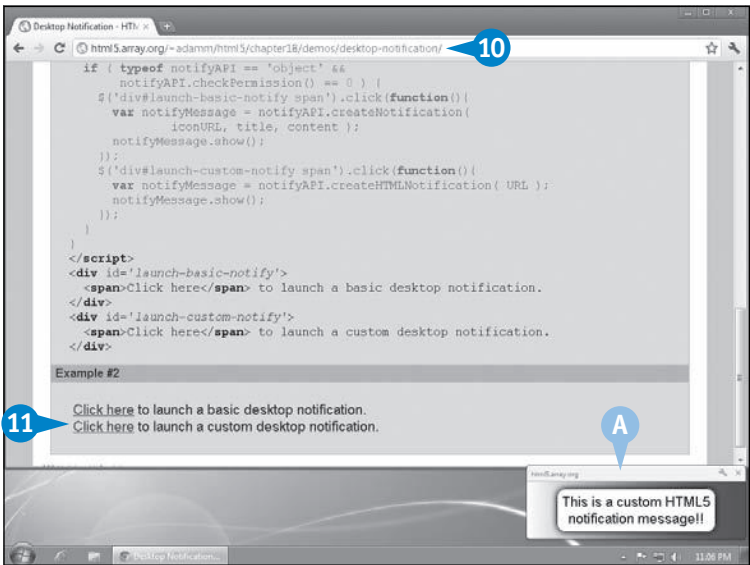 Desktop Notification - HTM
html5.array.org/~adamm/html5/chapter18/demos/desktop-notification/
10
if ( typeof notifyAPI == 'object' &&
notifyAPI.checkPermission() == 0 ) {
$('div#launch-basic-notify span').click(function(){
var notifyMessage = notifyAPI.createNotification(
iconURL, title, content );
notifyMessage.show();
});
$('div#launch-custom-notify span').click(function(){
var notifyMessage = notifyAPI.createHTMLNotification( URL );
notifyMessage.show();
});
}
}
</script>
<div id='launch-basic-notify'>
<span>Click here</span> to launch a basic desktop notification.
</div>
<div id='launch-custom-notify'>
<span>Click here</span> to launch a custom desktop notification.
</div>
Example #2
Click here to launch a basic desktop notification.
11
Click here to launch a custom desktop notification.
A
html5.array.org
This is a custom HTML5
notification message!!
Desktop Notification...
11:06 PM